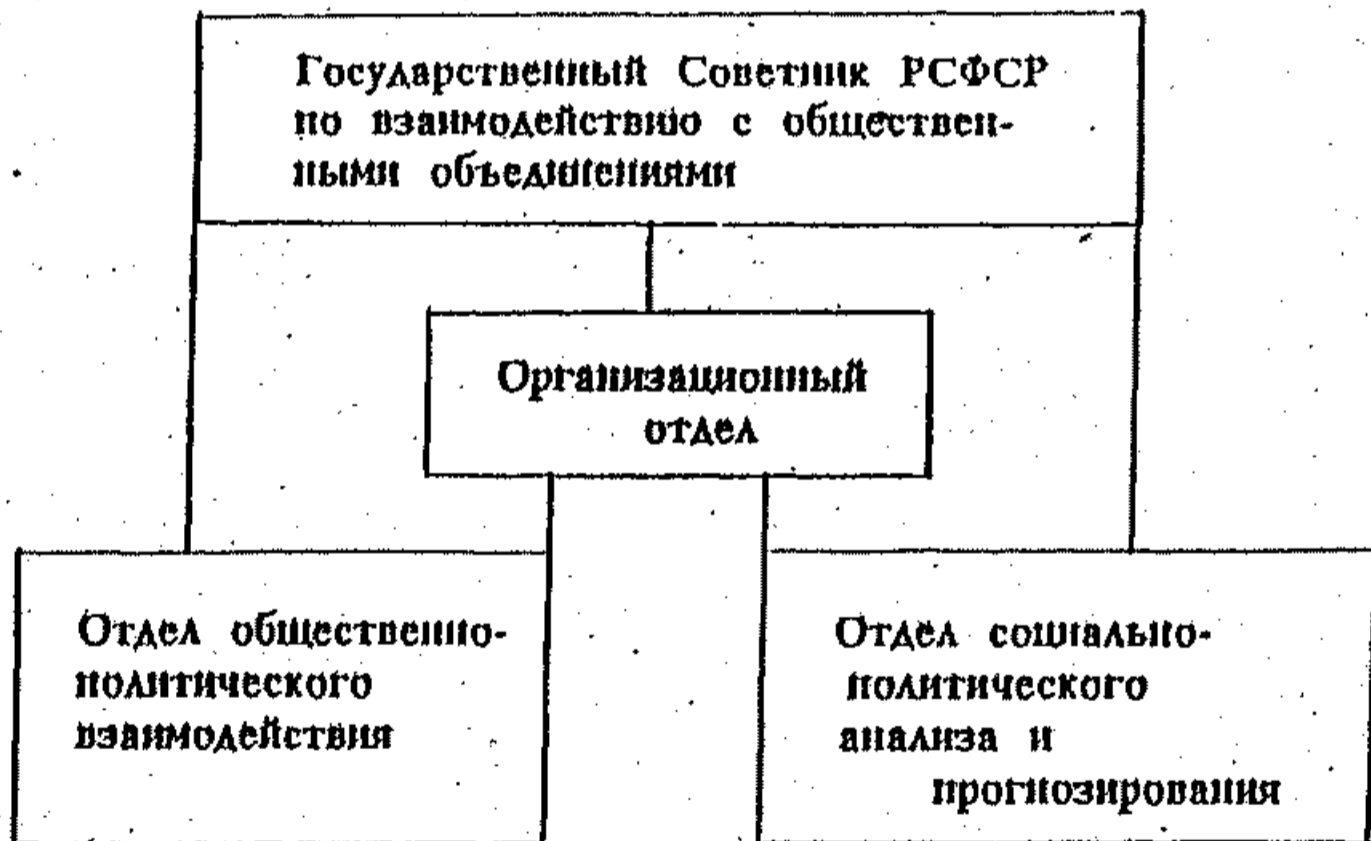 Государственный Советник РСФСР
по взаимодействию с обществен-
ными объединениями
Организационный
отдел
Отдел общественно-
политического
взаимодействия
Отдел социально-
политического
анализа и
прогнозирования